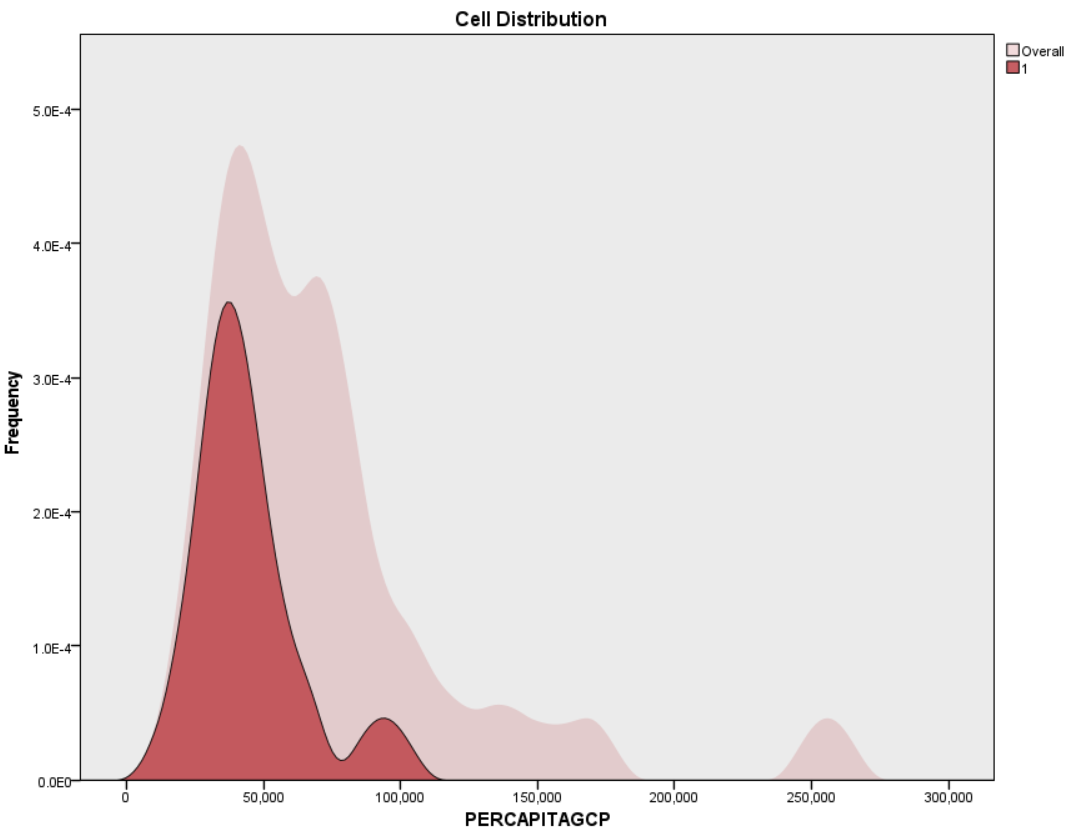 Cell Distribution
Overall
1
5.0E-4
4.0E-4
3.0E-4
2.0E-4
1.0E-4
0.0E0
Frequency
0
50,000
100,000
150,000
200,000
250,000
300,000
PERCAPITAGCP